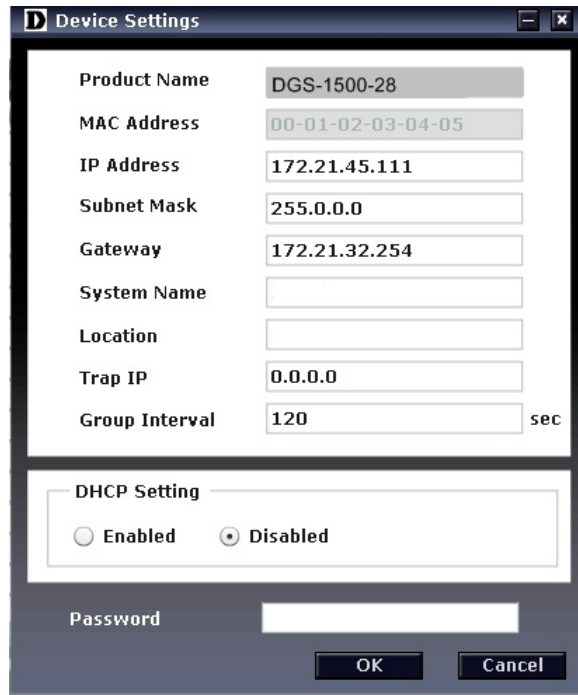 D Device Settings
Product Name DGS-1500-28
MAC Address 00-01-02-03-04-05
IP Address 172.21.45.111
Subnet Mask 255.0.0.0
Gateway 172.21.32.254
System Name
Location
Trap IP 0.0.0.0
Group Interval 120 sec
DHCP Setting
Enabled Disabled
Password
OK Cancel